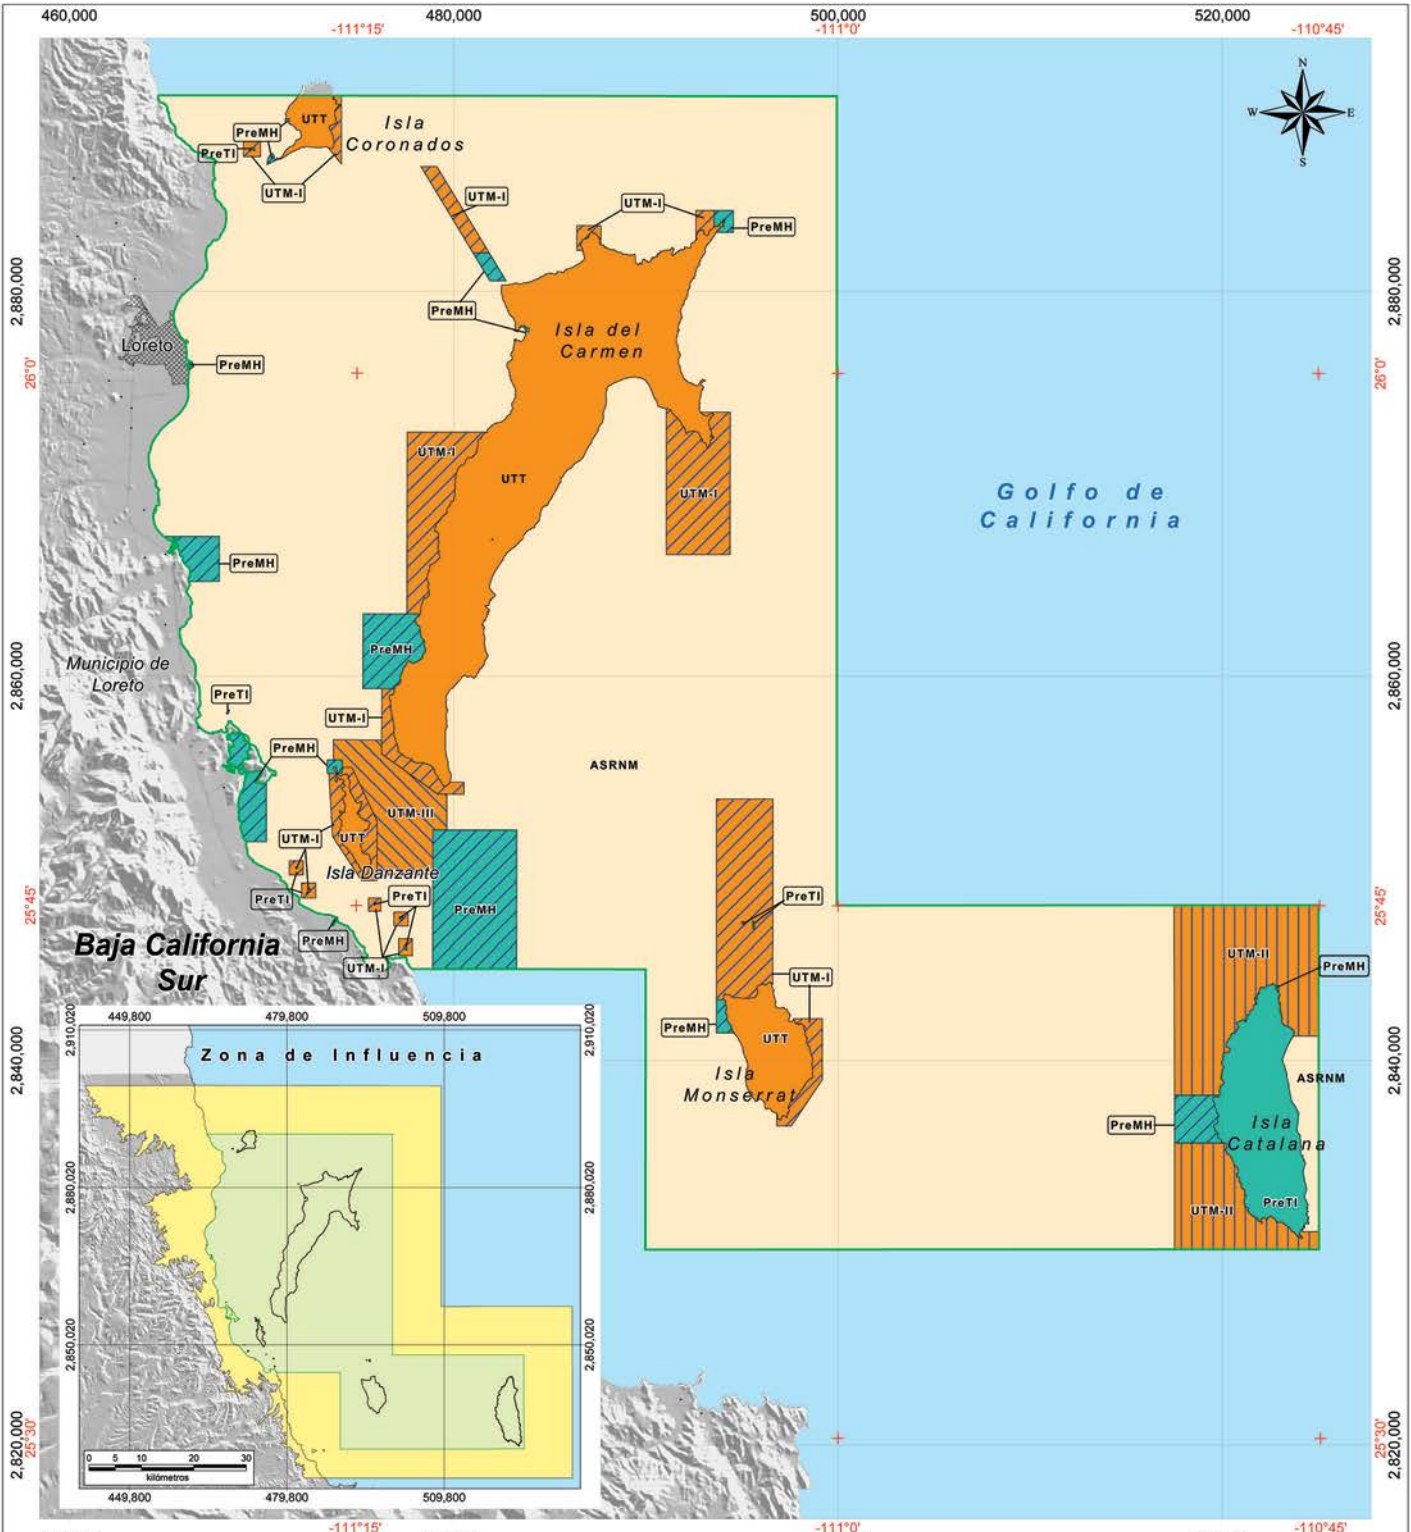 460,000
480,000
500,000
520,000
-111°15'
-111°0'
-110°45'
N
W
E
S
UTT
Isla
Coronados
PreMH
PreTI
UTM-I
UTM-I
UTM-I
PreMH
2,880,000
2,880,000
PreMH
Isla del
Carmen
Loreto
PreMH
26°0'
26°0'
UTM-I
UTT
UTM-I
Golfo de
California
PreMH
PreMH
Municipio de
Loreto
2,860,000
2,860,000
PreTI
UTM-I
PreMH
ASRNM
UTM-III
UTM-I
UTT
Isla Danzante
PreTI
PreTI
PreTI
25°45'
25°45'
PreMH
PreMH
Baja California
Sur
UTM-I
UTM-II
PreMH
UTM-I
PreMH
UTT
Isla
Monserrat
2,840,000
2,840,000
ASRNM
PreMH
Isla
Catalana
PreTI
UTM-II
449,800
479,800
509,800
2,910,020
2,910,020
Zona de Influencia
2,880,020
2,880,020
2,850,020
2,850,020
0 5 10 20 30
kilómetros
449,800
479,800
509,800
2,820,000
25°30'
25°30'
2,820,000
-111°15'
-111°0'
-110°45'